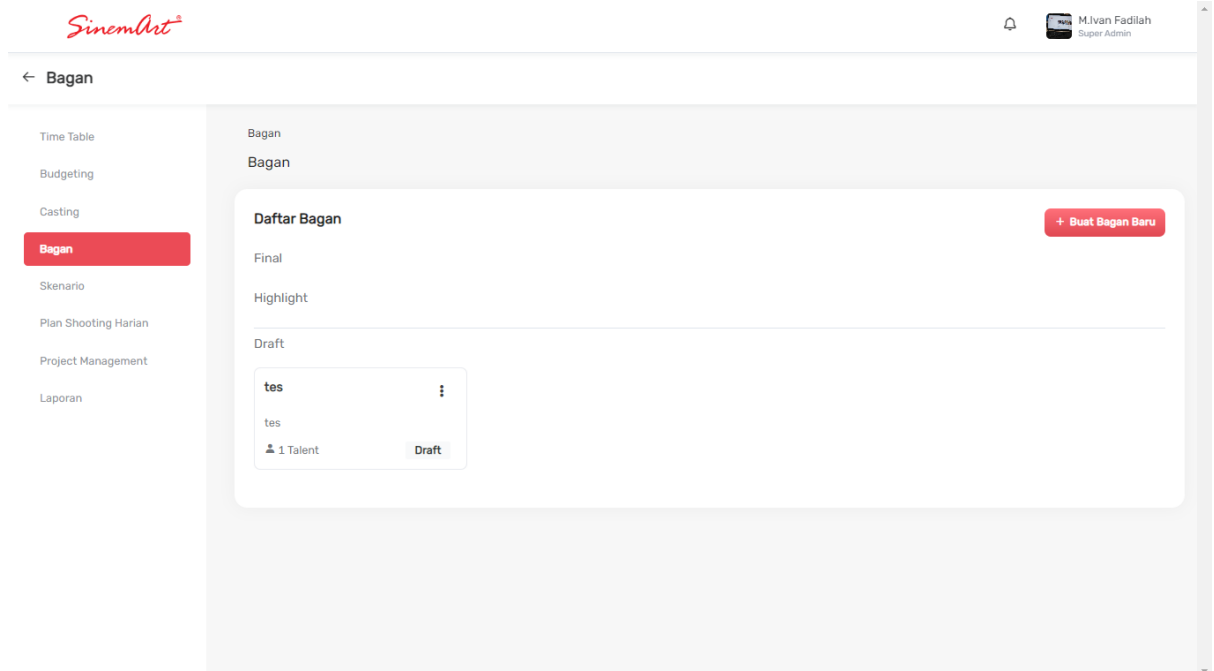 SinemArt®
M.Ivan Fadilah
Super Admin
← Bagan
Time Table
Budgeting
Casting
Bagan
Skenario
Plan Shooting Harian
Project Management
Laporan
Bagan
Bagan
Daftar Bagan
+ Buat Bagan Baru
Final
Highlight
Draft
tes
tes
1 Talent
Draft